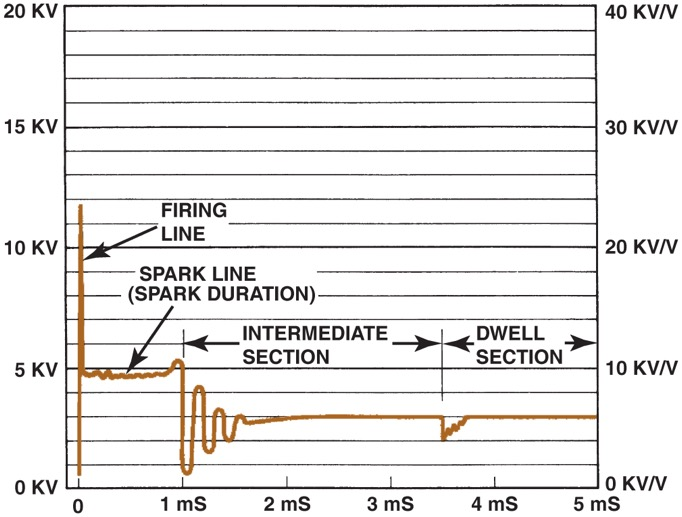 20 KV
40 KV/V
15 KV
30 KV/V
FIRING
LINE
10 KV
20 KV/V
SPARK LINE
(SPARK DURATION)
INTERMEDIATE
SECTION
DWELL
SECTION
5 KV
10 KV/V
0 KV
0 KV/V
0
1 mS
2 mS
3 mS
4 mS
5 mS